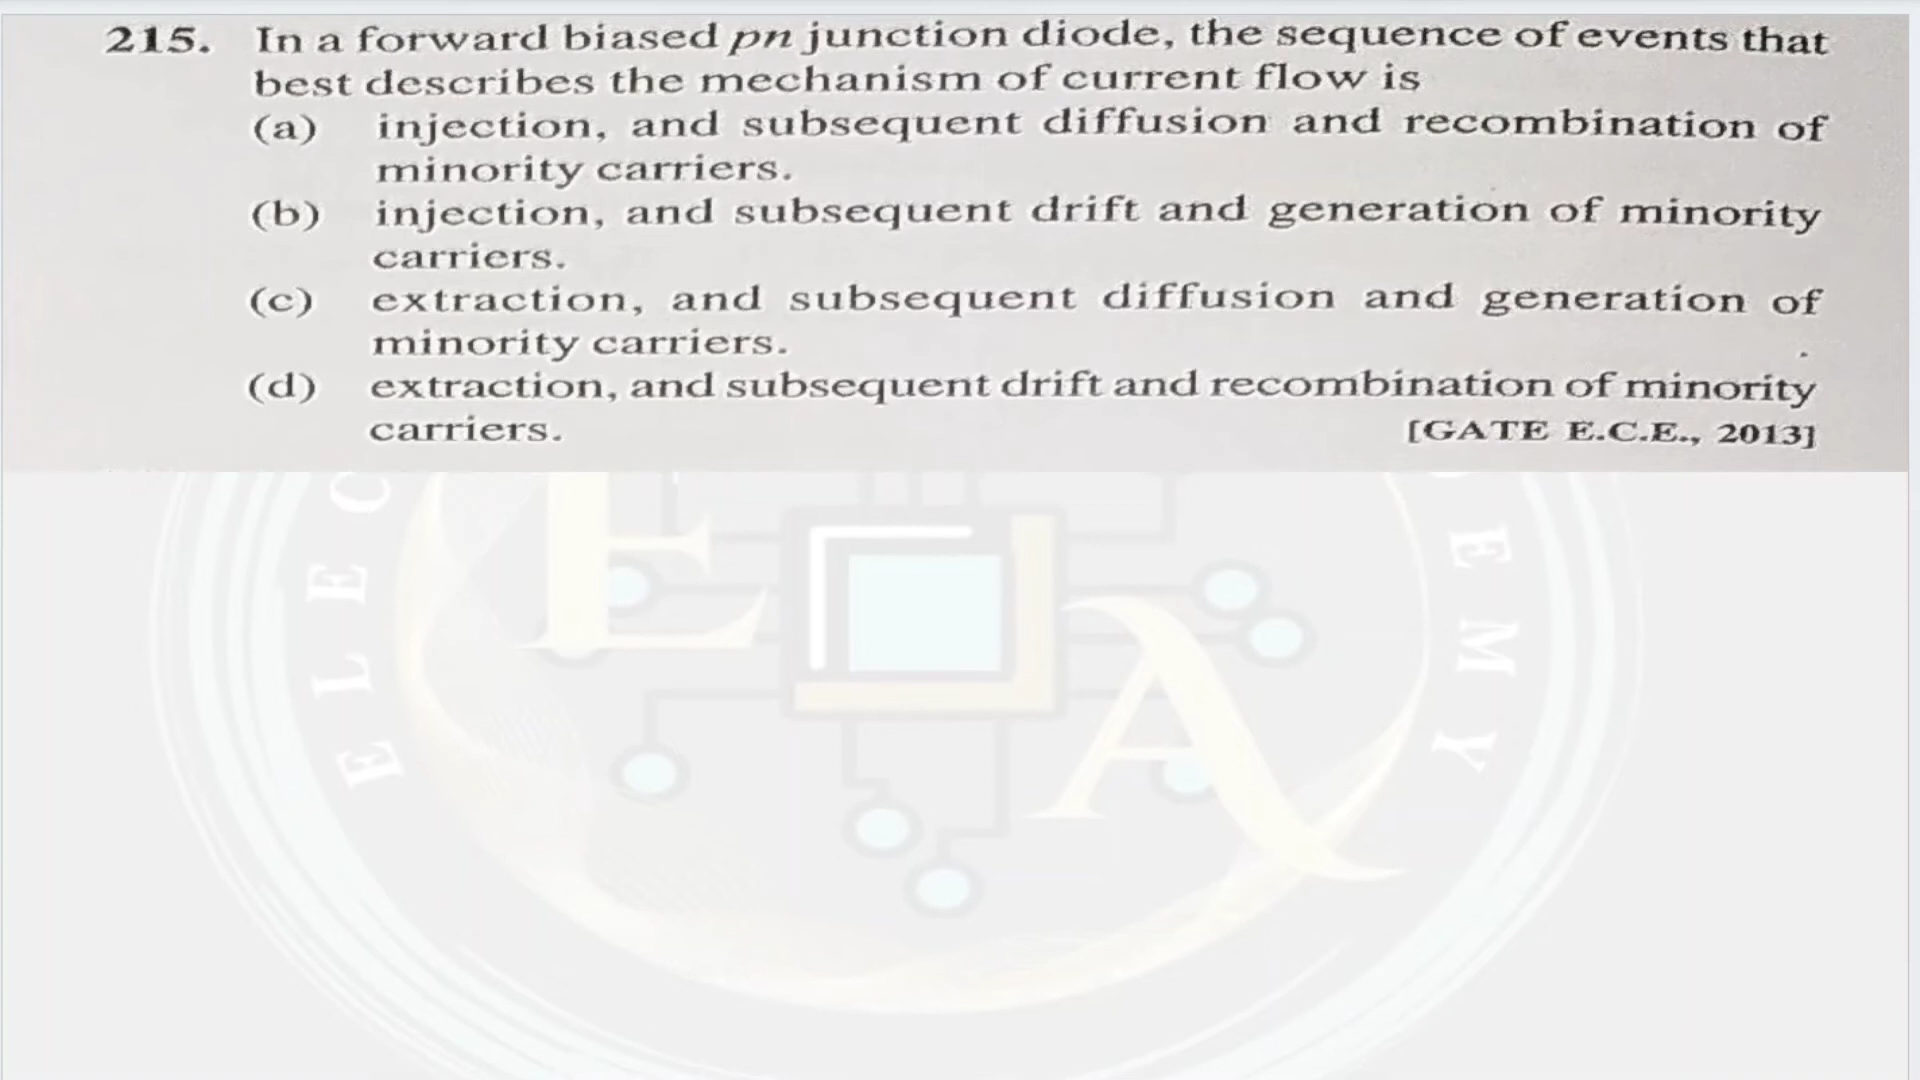 215. In a forward biased pn junction diode, the sequence of events that
best describes the mechanism of current flow is
(a) injection, and subsequent diffusion and recombination of
minority carriers.
(b) injection, and subsequent drift and generation of minority
carriers.
(c) extraction, and subsequent diffusion and generation of
minority carriers.
(d) extraction, and subsequent drift and recombination of minority
carriers. [GATE E.C.E., 2013]
E L E C
E M Y
E A